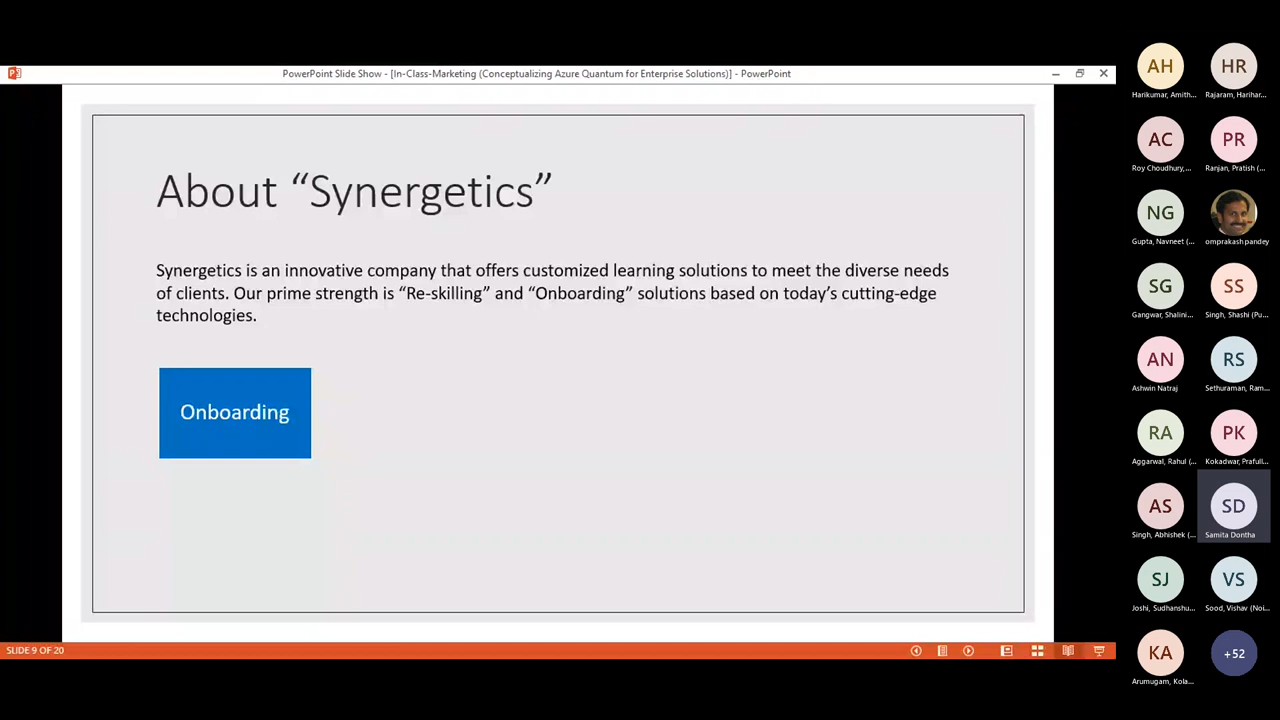 PowerPoint Slide Show - [In-Class-Marketing (Conceptualizing Azure Quantum for Enterprise Solutions)] - PowerPoint
About “Synergetics”
Synergetics is an innovative company that offers customized learning solutions to meet the diverse needs
of clients. Our prime strength is “Re-skilling” and “Onboarding” solutions based on today’s cutting-edge
technologies.
Onboarding
SLIDE 9 OF 20
AH
Harikumar, Amith...
HR
Rajaram, Harihar...
AC
Roy Choudhury,...
PR
Ranjan, Pratish (...
NG
Gupta, Navneet (...
omprakash pandey
SG
Gangwar, Shalini...
SS
Singh, Shashi (Pu...
AN
Ashwin Natraj
RS
Sethuraman, Ram...
RA
Aggarwal, Rahul (...
PK
Kokadwar, Prafull...
AS
Singh, Abhishek (...
SD
Samita Dontha
SJ
Joshi, Sudhanshu...
VS
Sood, Vishav (Noi...
KA
Arumugam, Kola...
+52